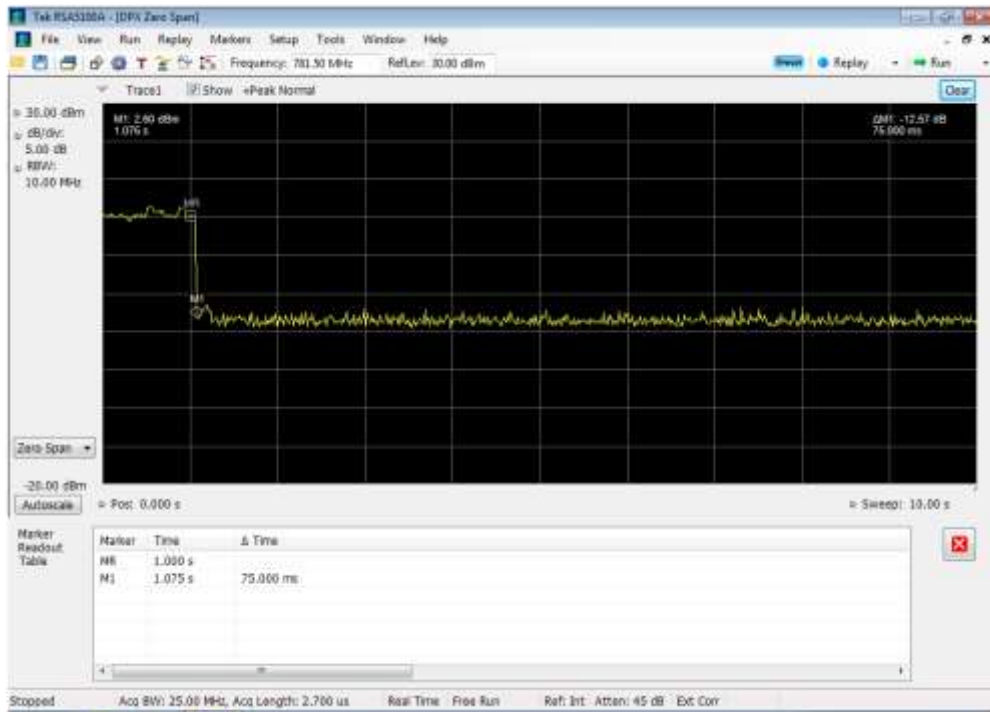 Tek RSA5100A - [DPX Zero Span]
File View Run Replay Markers Setup Tools Window Help
Frequency: 781.50 MHz RefLev: 30.00 dBm Preset Replay Run
Trace1 Show +Peak Normal Clear
30.00 dBm
dB/div:
5.00 dB
RBW:
10.00 MHz
M1: 2.60 dBm
1.076 s
ΔM1: -12.57 dB
75.000 ms
MR
M1
Zero Span
-20.00 dBm
Autoscale Pos: 0.000 s Sweep: 10.00 s
Marker
Readout
Table
Marker Time Δ Time
MR 1.000 s
M1 1.075 s 75.000 ms
Stopped Acq BW: 25.00 MHz, Acq Length: 2.700 us Real Time Free Run Ref: Int Atten: 45 dB Ext Corr